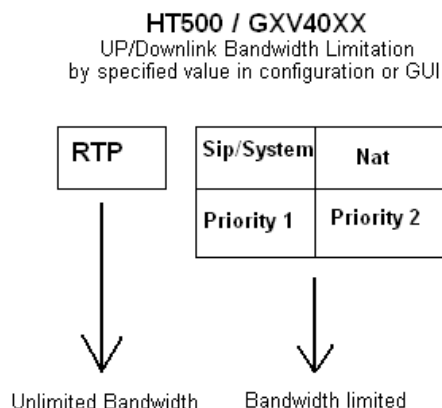 HT500 / GXV40XX
UP/Downlink Bandwidth Limitation
by specified value in configuration or GUI
RTP
Sip/System Nat
Priority 1 Priority 2
Unlimited Bandwidth Bandwidth limited